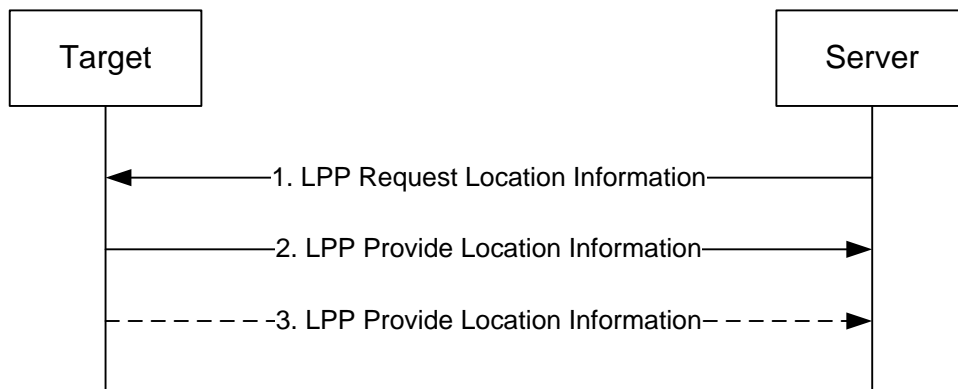 Target
Server
1. LPP Request Location Information
2. LPP Provide Location Information
3. LPP Provide Location Information